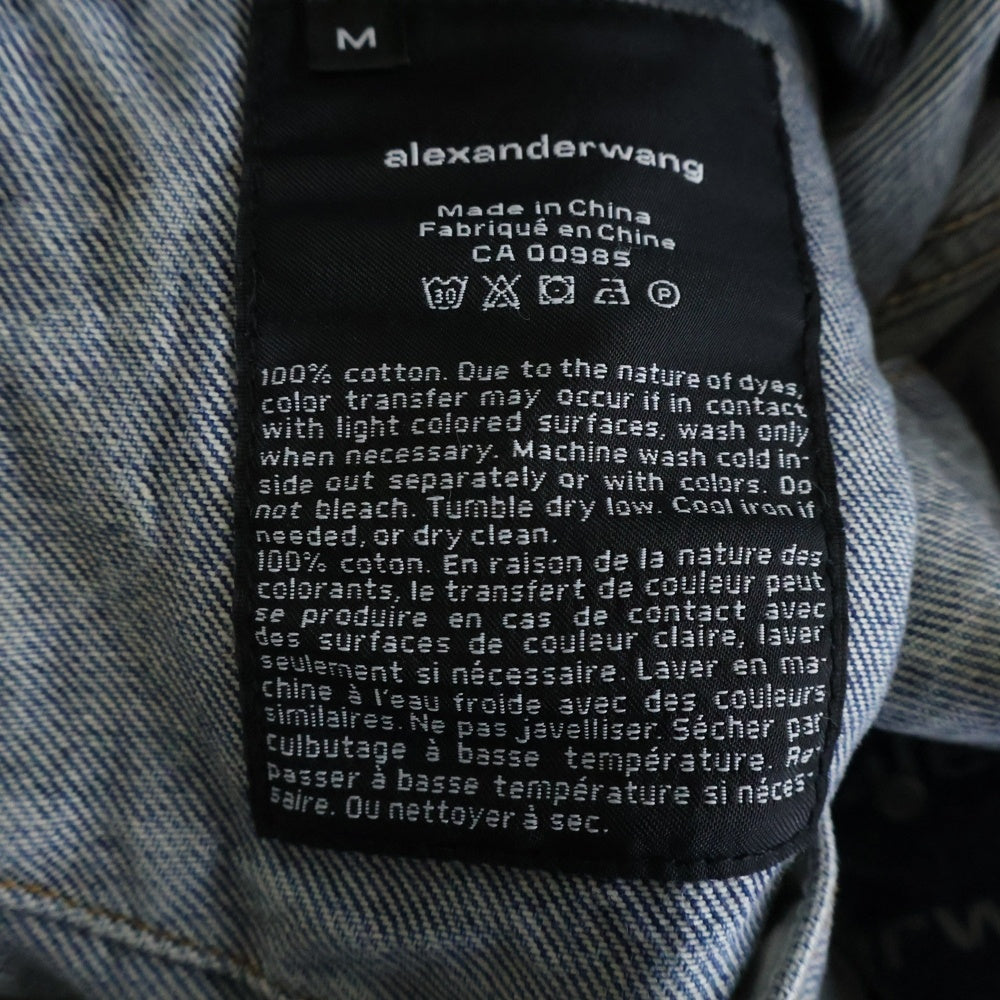 M
alexanderwang
Made in China
Fabriqué en Chine
CA 00985
30 P
100% cotton. Due to the nature of dyes,
color transfer may occur if in contact
with light colored surfaces, wash only
when necessary. Machine wash cold in-
side out separately or with colors. Do
not bleach. Tumble dry low. Cool iron if
needed, or dry clean.
100% coton. En raison de la nature des
colorants, le transfert de couleur peut
se produire en cas de contact avec
des surfaces de couleur claire, laver
seulement si nécessaire. Laver en ma-
chine à l'eau froide avec des couleurs
similaires. Ne pas javelliser. Sécher par
culbutage à basse température. Re-
passer à basse température si néces-
saire. Ou nettoyer à sec.